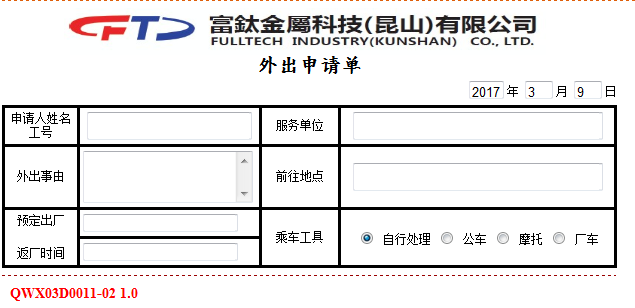 FTD
富鈦金屬科技(昆山)有限公司
FULLTECH INDUSTRY(KUNSHAN) CO., LTD.
外出申请单
2017 年 3 月 9 日
申请人姓名
工号
服务单位
外出事由
前往地点
预定出厂
返厂时间
乘车工具
自行处理 公车 摩托 厂车
QWX03D0011-02 1.0